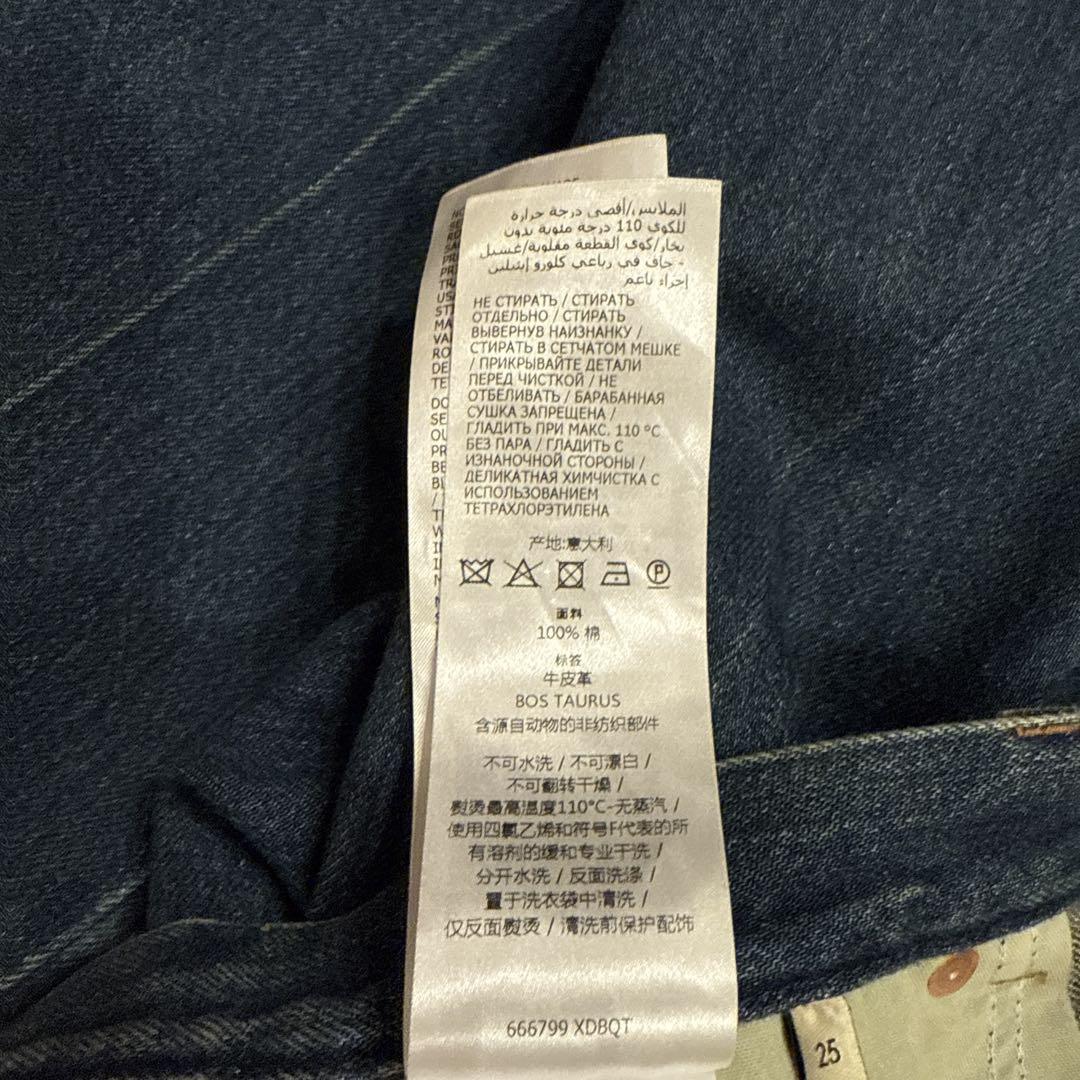 الملابس/أقصى درجة حرارة
للكوي 110 درجة مئوية بدون
بخار/كوي القطعة مقلوبة/غسيل
- جاف في رباعي كلورو إيثيلين
إجراء ناعم
НЕ СТИРАТЬ / СТИРАТЬ
ОТДЕЛЬНО / СТИРАТЬ
ВЫВЕРНУВ НАИЗНАНКУ /
СТИРАТЬ В СЕТЧАТОМ МЕШКЕ
/ ПРИКРЫВАЙТЕ ДЕТАЛИ
ПЕРЕД ЧИСТКОЙ / НЕ
ОТБЕЛИВАТЬ / БАРАБАННАЯ
СУШКА ЗАПРЕЩЕНА /
ГЛАДИТЬ ПРИ МАКС. 110 °C
БЕЗ ПАРА / ГЛАДИТЬ С
ИЗНАНОЧНОЙ СТОРОНЫ /
ДЕЛИКАТНАЯ ХИМЧИСТКА С
ИСПОЛЬЗОВАНИЕМ
ТЕТРАХЛОРЭТИЛЕНА
产地:意大利
P
面料
100% 棉
标签
牛皮革
BOS TAURUS
含源自动物的非纺织部件
不可水洗 / 不可漂白 /
不可翻转干燥 /
熨烫最高温度110°C-无蒸汽 /
使用四氯乙烯和符号F代表的所
有溶剂的缓和专业干洗 /
分开水洗 / 反面洗涤 /
置于洗衣袋中清洗 /
仅反面熨烫 / 清洗前保护配饰
666799 XDBQT
25